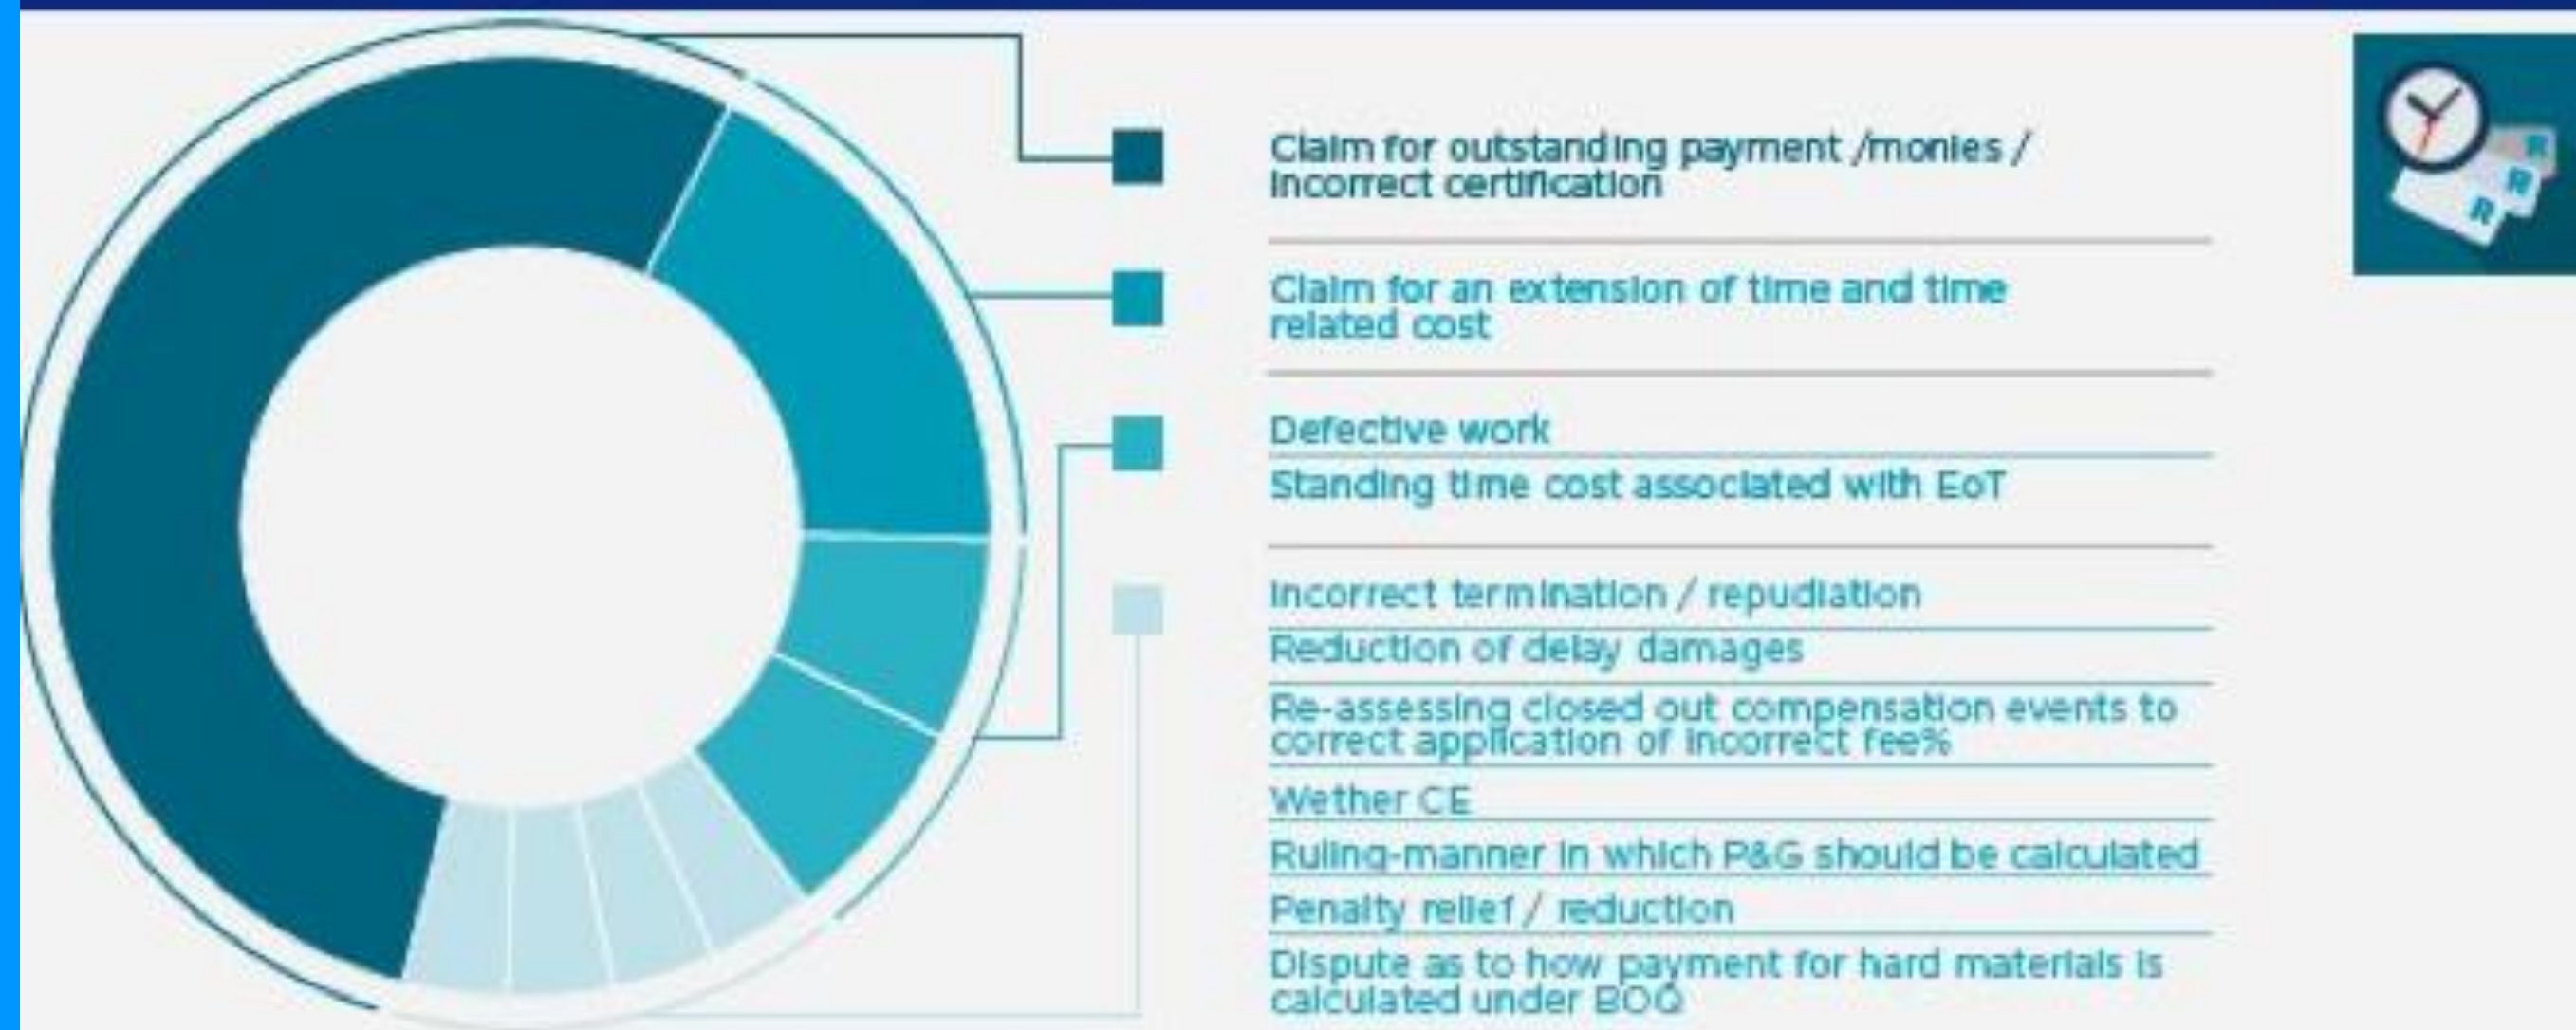 Claim for outstanding payment /monies /
incorrect certification
Claim for an extension of time and time
related cost
Defective work
Standing time cost associated with EoT
Incorrect termination / repudiation
Reduction of delay damages
Re-assessing closed out compensation events to
correct application of incorrect fee%
Wether CE
Ruling-manner in which P&G should be calculated
Penalty relief / reduction
Dispute as to how payment for hard materials is
calculated under BOQ
R
R
R